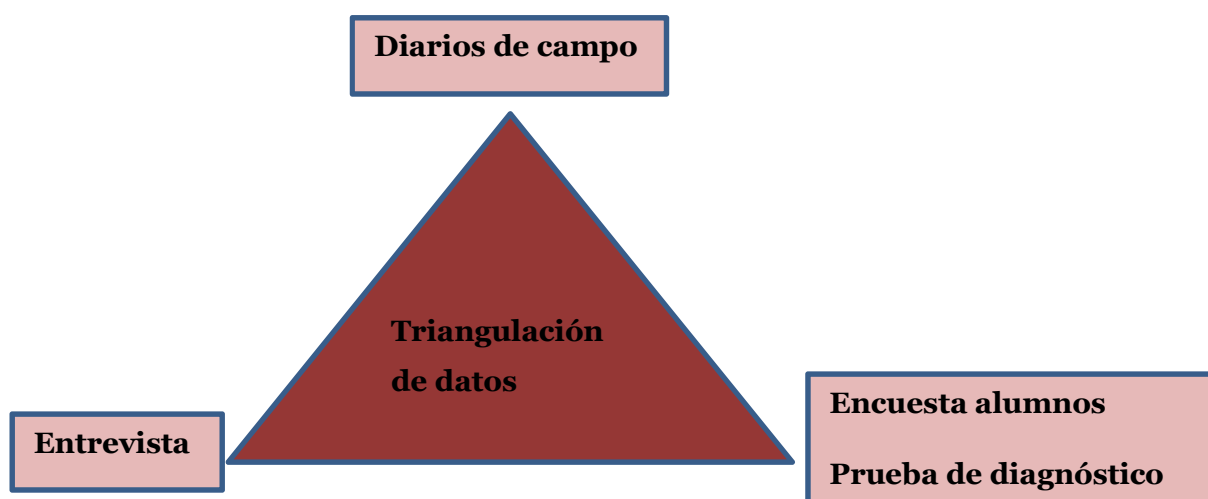 Diarios de campo
Triangulación
de datos
Entrevista
Encuesta alumnos
Prueba de diagnóstico